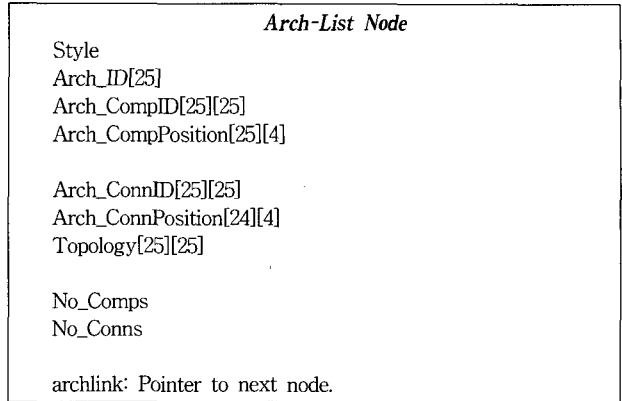 Arch-List Node
Style
Arch_ID[25]
Arch_CompID[25][25]
Arch_CompPosition[25][4]
Arch_ConnID[25][25]
Arch_ConnPosition[24][4]
Topology[25][25]
No_Comps
No_Conns
archlink: Pointer to next node.